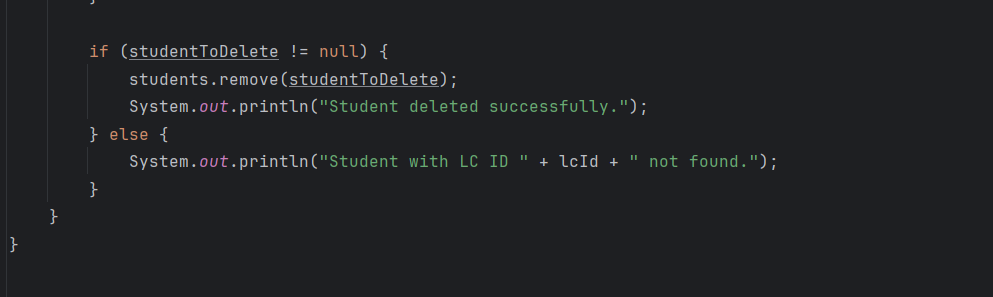 }
if (studentToDelete != null) {
students.remove(studentToDelete);
System.out.println("Student deleted successfully.");
} else {
System.out.println("Student with LC ID " + lcId + " not found.");
}
}
}